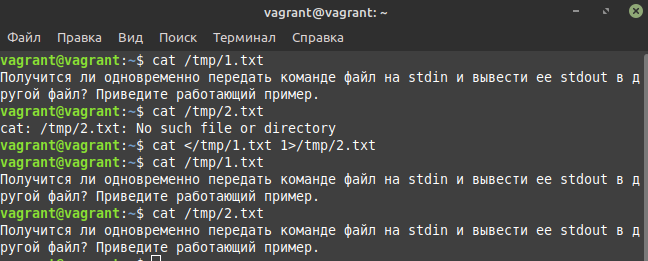 vagrant@vagrant: ~
Файл Правка Вид Поиск Терминал Справка
vagrant@vagrant:~$ cat /tmp/1.txt
Получится ли одновременно передать команде файл на stdin и вывести ее stdout в д
ругой файл? Приведите работающий пример.
vagrant@vagrant:~$ cat /tmp/2.txt
cat: /tmp/2.txt: No such file or directory
vagrant@vagrant:~$ cat </tmp/1.txt 1>/tmp/2.txt
vagrant@vagrant:~$ cat /tmp/1.txt
Получится ли одновременно передать команде файл на stdin и вывести ее stdout в д
ругой файл? Приведите работающий пример.
vagrant@vagrant:~$ cat /tmp/2.txt
Получится ли одновременно передать команде файл на stdin и вывести ее stdout в д
ругой файл? Приведите работающий пример.
vagrant@vagrant:~$